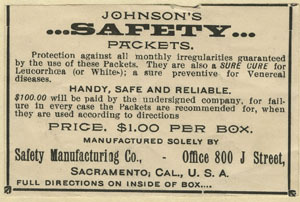 JOHNSON'S
...SAFETY...
PACKETS.
Protection against all monthly irregularities guaranteed
by the use of these Packets. They are also a SURE CURE for
Leucorrhœa (or Whites); a sure preventive for Venereal
diseases.
HANDY, SAFE AND RELIABLE.
$100.00 will be paid by the undersigned company, for fail-
ure in every case the Packets are recommended for, when
they are used according to directions
PRICE, $1.00 PER BOX.
MANUFACTURED SOLELY BY
Safety Manufacturing Co., - Office 800 J Street,
SACRAMENTO, CAL., U. S. A.
FULL DIRECTIONS ON INSIDE OF BOX....